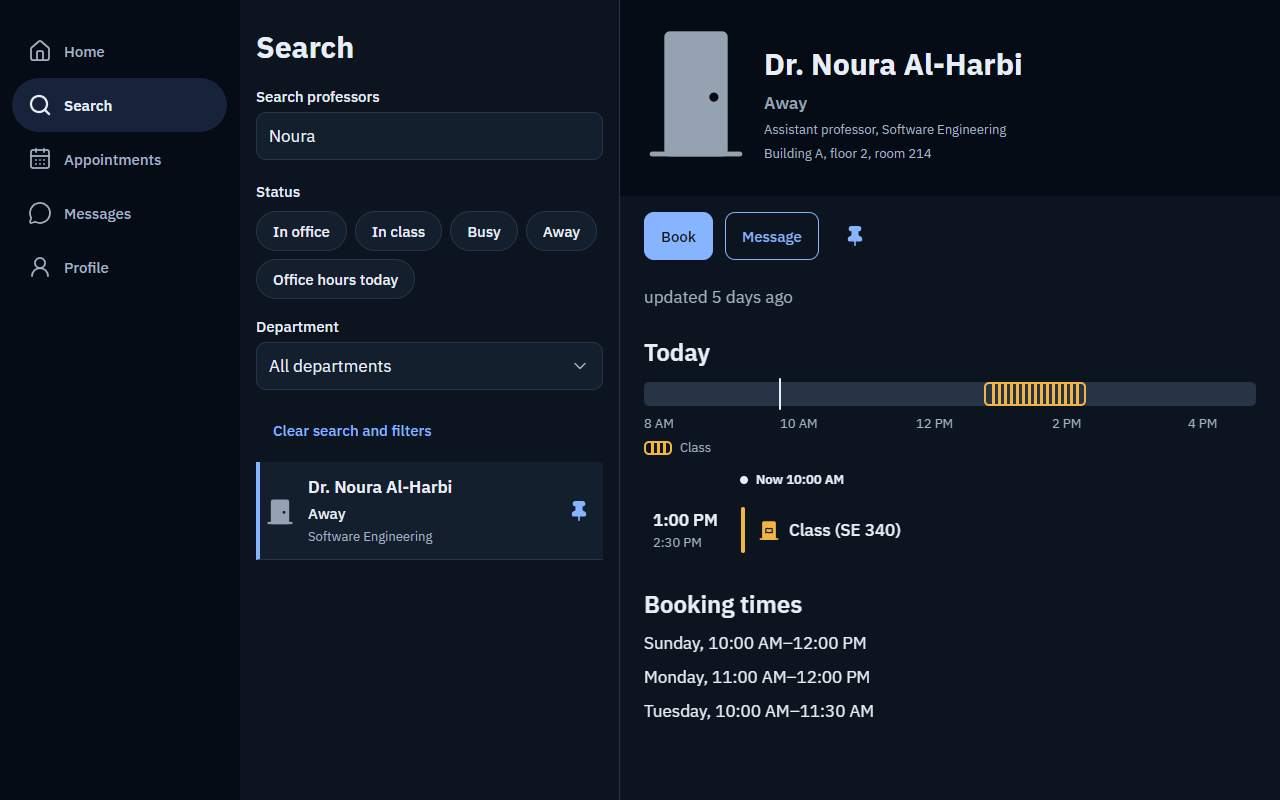 Home
Search
Appointments
Messages
Profile
Search
Search professors
Noura
Status
In office
In class
Busy
Away
Office hours today
Department
All departments
Clear search and filters
Dr. Noura Al-Harbi
Away
Software Engineering
Dr. Noura Al-Harbi
Away
Assistant professor, Software Engineering
Building A, floor 2, room 214
Book
Message
updated 5 days ago
Today
8 AM 10 AM 12 PM 2 PM 4 PM
Class
Now 10:00 AM
1:00 PM
2:30 PM
Class (SE 340)
Booking times
Sunday, 10:00 AM–12:00 PM
Monday, 11:00 AM–12:00 PM
Tuesday, 10:00 AM–11:30 AM